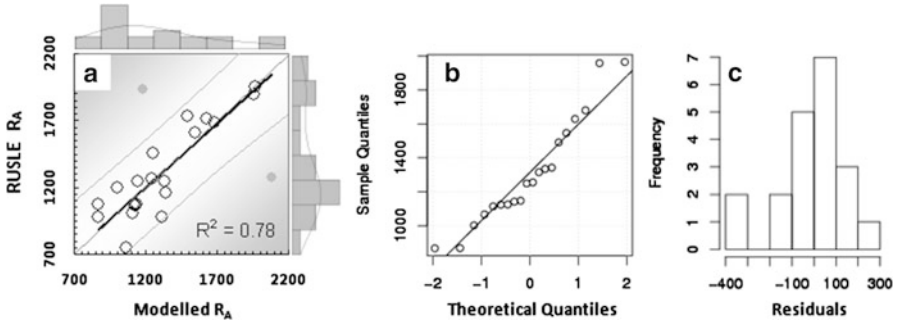 a
RUSLE R_A
2200
1700
1200
700
R² = 0.78
700 1200 1700 2200
Modelled R_A
b
Sample Quantiles
1800
1400
1000
-2 -1 0 1 2
Theoretical Quantiles
c
Frequency
7
6
5
4
3
2
1
0
-400 -100 100 300
Residuals